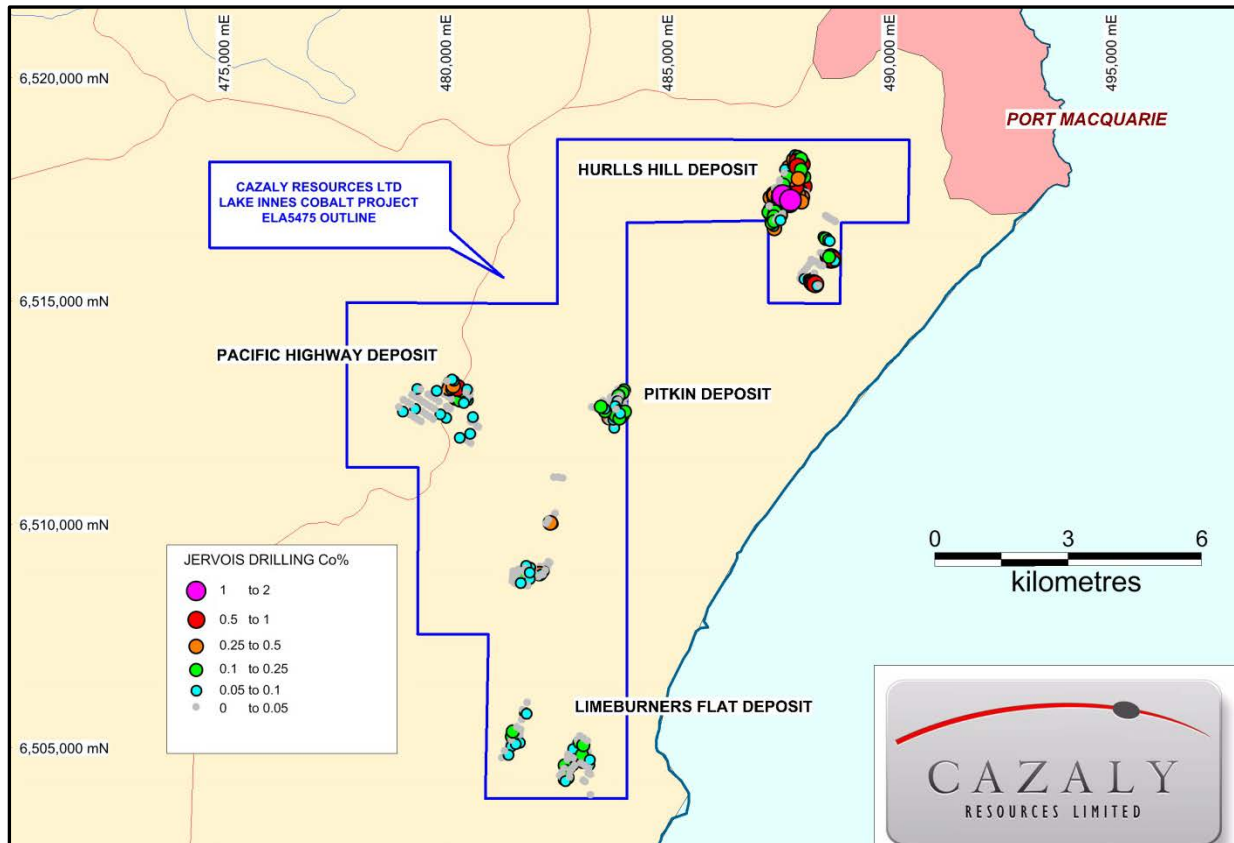 475,000 mE
480,000 mE
485,000 mE
490,000 mE
495,000 mE
6,520,000 mN
PORT MACQUARIE
HURLLS HILL DEPOSIT
CAZALY RESOURCES LTD
LAKE INNES COBALT PROJECT
ELA5475 OUTLINE
6,515,000 mN
PACIFIC HIGHWAY DEPOSIT
PITKIN DEPOSIT
6,510,000 mN
JERVOIS DRILLING Co%
1 to 2
0.5 to 1
0.25 to 0.5
0.1 to 0.25
0.05 to 0.1
0 to 0.05
0 3 6
kilometres
LIMEBURNERS FLAT DEPOSIT
6,505,000 mN
CAZALY
RESOURCES LIMITED